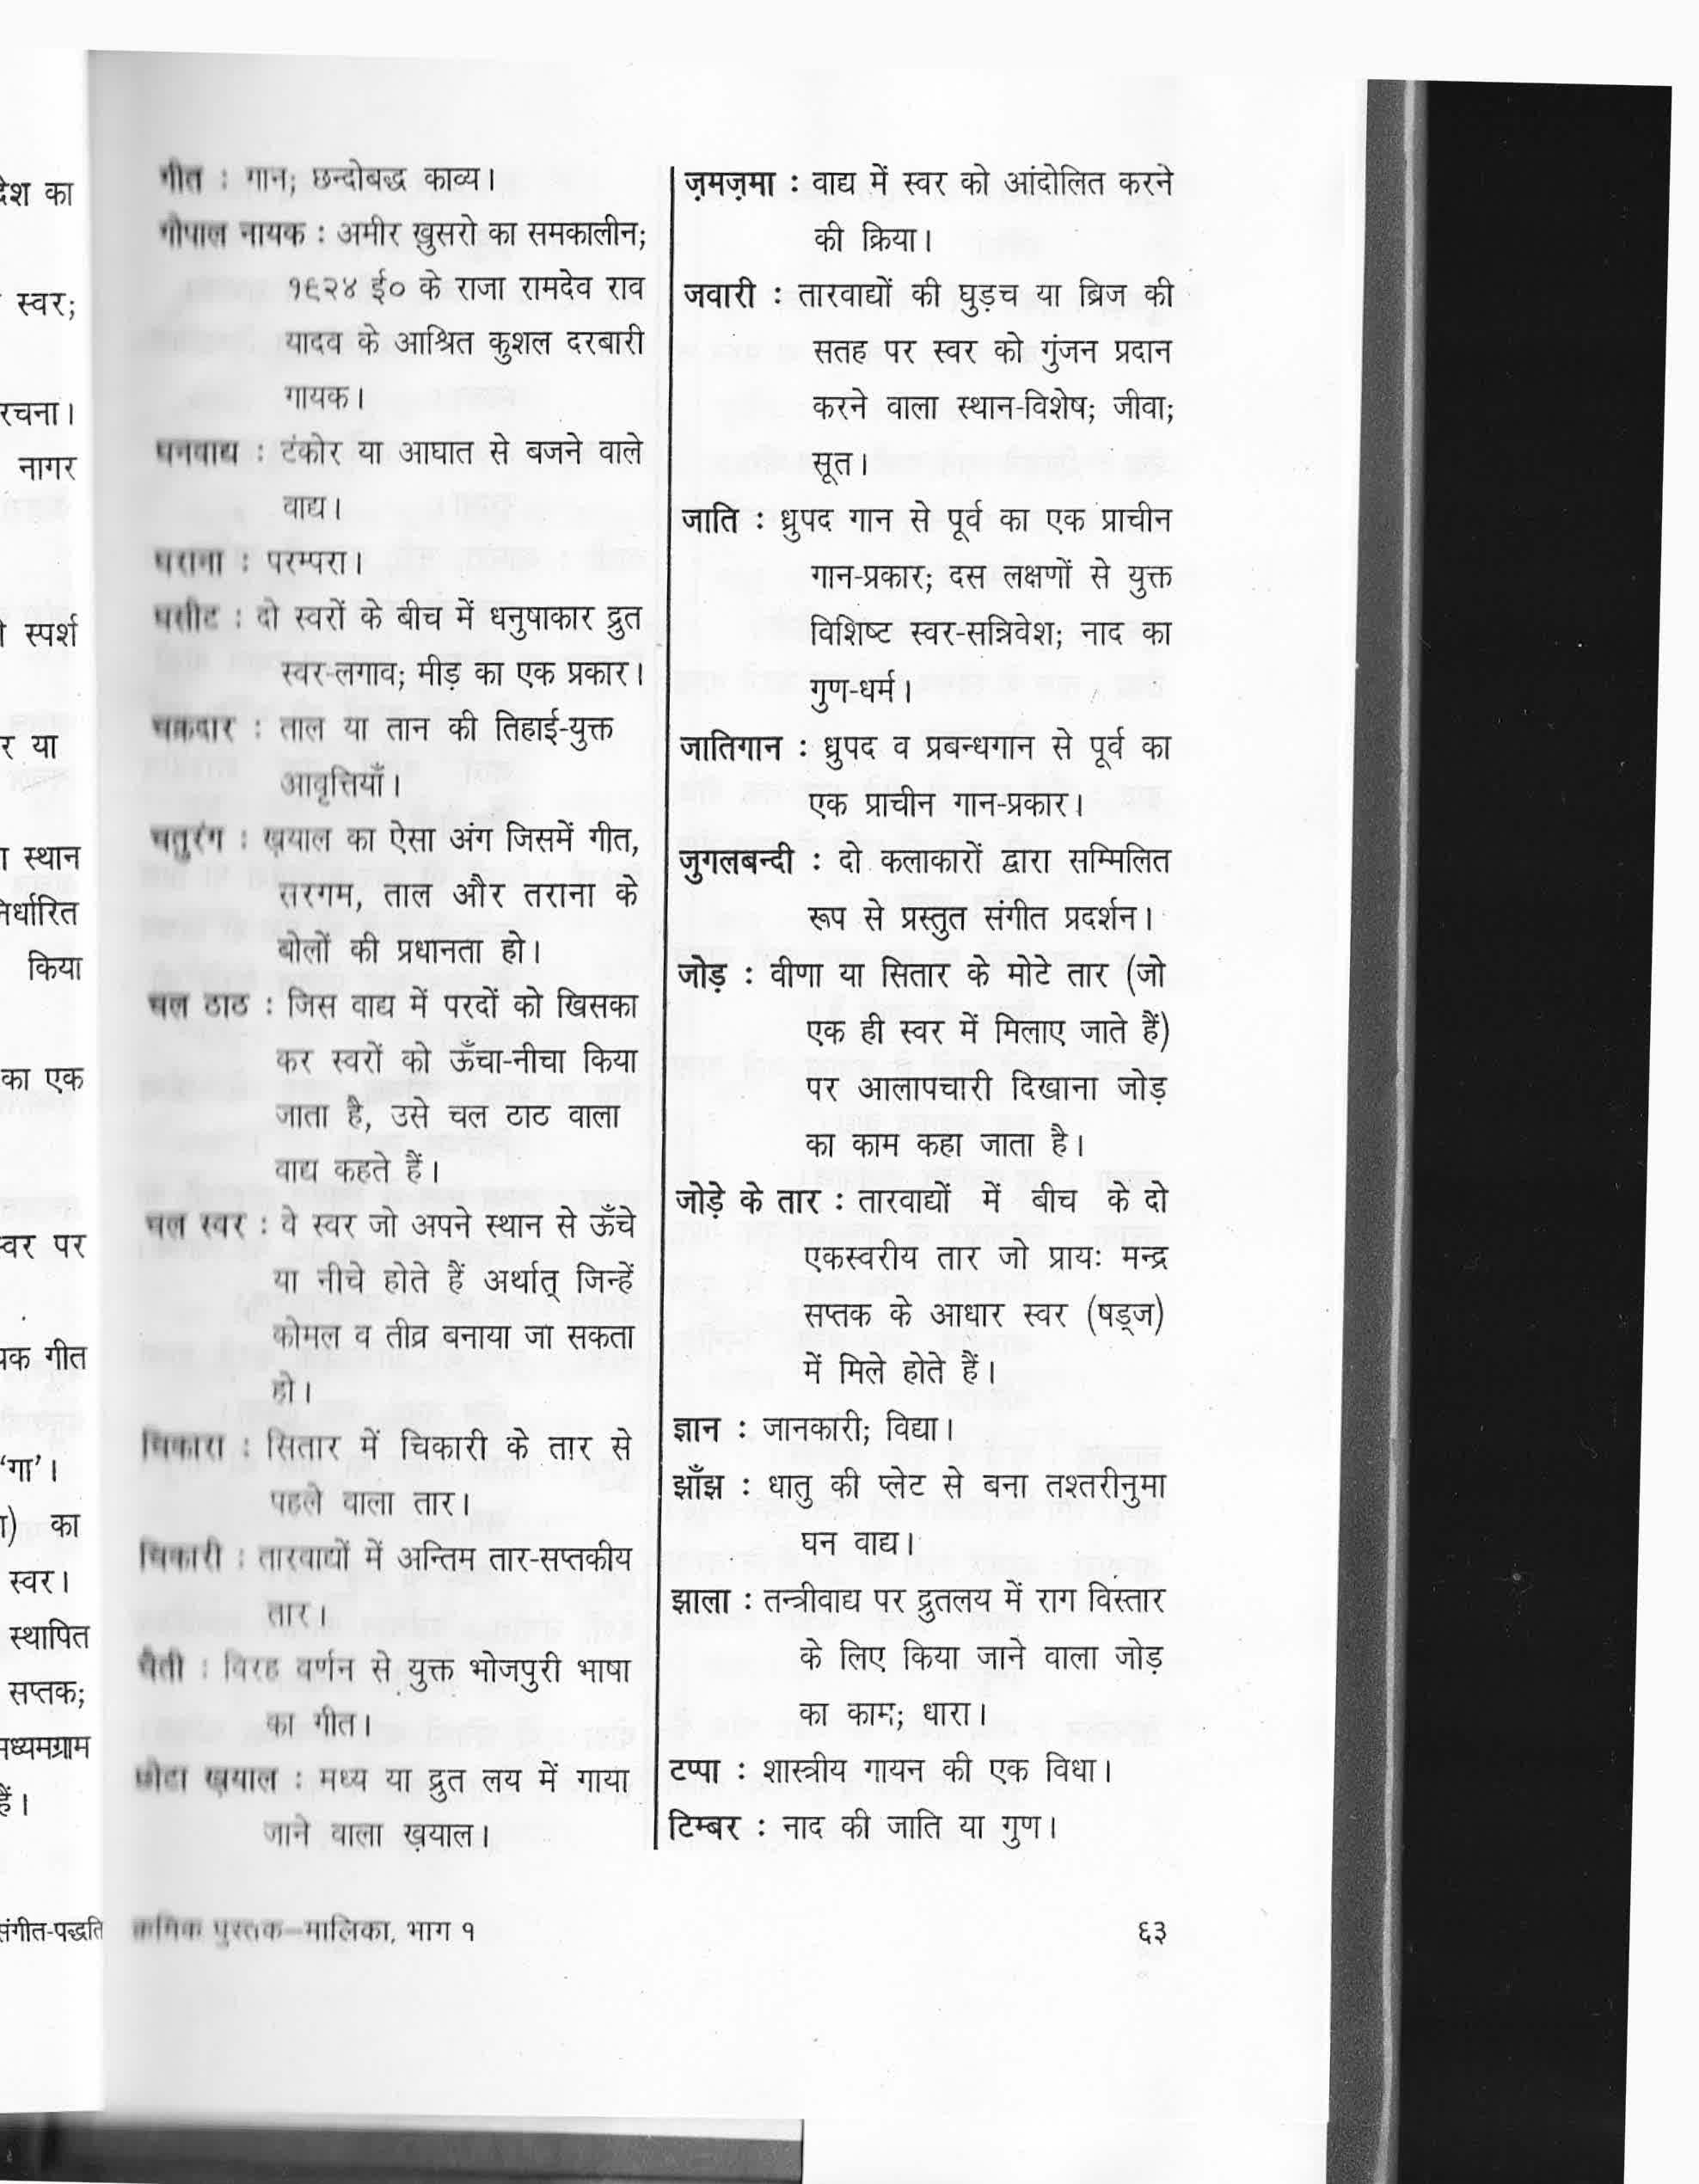 गीत : गान; छन्दोबद्ध काव्य।
गोपाल नायक : अमीर ख़ुसरो का समकालीन;
१९२४ ई० के राजा रामदेव राव
यादव के आश्रित कुशल दरबारी
गायक।
घनवाद्य : टंकोर या आघात से बजने वाले
वाद्य।
घराना : परम्परा।
घसीट : दो स्वरों के बीच में धनुषाकार द्रुत
स्वर-लगाव; मीड़ का एक प्रकार।
चक्रदार : ताल या तान की तिहाई-युक्त
आवृत्तियाँ।
चतुरंग : ख़याल का ऐसा अंग जिसमें गीत,
सरगम, ताल और तराना के
बोलों की प्रधानता हो।
चल ठाठ : जिस वाद्य में परदों को खिसका
कर स्वरों को ऊँचा-नीचा किया
जाता है, उसे चल ठाठ वाला
वाद्य कहते हैं।
चल स्वर : वे स्वर जो अपने स्थान से ऊँचे
या नीचे होते हैं अर्थात् जिन्हें
कोमल व तीव्र बनाया जा सकता
हो।
चिकारा : सितार में चिकारी के तार से
पहले वाला तार।
चिकारी : तारवाद्यों में अन्तिम तार-सप्तकीय
तार।
चैती : विरह वर्णन से युक्त भोजपुरी भाषा
का गीत।
छोटा ख़याल : मध्य या द्रुत लय में गाया
जाने वाला ख़याल।
ज़मज़मा : वाद्य में स्वर को आंदोलित करने
की क्रिया।
जवारी : तारवाद्यों की घुड़च या ब्रिज की
सतह पर स्वर को गुंजन प्रदान
करने वाला स्थान-विशेष; जीवा;
सूत।
जाति : ध्रुपद गान से पूर्व का एक प्राचीन
गान-प्रकार; दस लक्षणों से युक्त
विशिष्ट स्वर-सन्निवेश; नाद का
गुण-धर्म।
जातिगान : ध्रुपद व प्रबन्धगान से पूर्व का
एक प्राचीन गान-प्रकार।
जुगलबन्दी : दो कलाकारों द्वारा सम्मिलित
रूप से प्रस्तुत संगीत प्रदर्शन।
जोड़ : वीणा या सितार के मोटे तार (जो
एक ही स्वर में मिलाए जाते हैं)
पर आलापचारी दिखाना जोड़
का काम कहा जाता है।
जोड़े के तार : तारवाद्यों में बीच के दो
एकस्वरीय तार जो प्रायः मन्द्र
सप्तक के आधार स्वर (षड्ज)
में मिले होते हैं।
ज्ञान : जानकारी; विद्या।
झाँझ : धातु की प्लेट से बना तश्तरीनुमा
घन वाद्य।
झाला : तन्त्रीवाद्य पर द्रुतलय में राग विस्तार
के लिए किया जाने वाला जोड़
का काम; धारा।
टप्पा : शास्त्रीय गायन की एक विधा।
टिम्बर : नाद की जाति या गुण।
क्रमिक पुस्तक-मालिका, भाग १
६३
का
स्वर;
रचना।
नागर
स्पर्श
या
स्थान
किया
का एक
पर
गीत
'गा'।
का
स्वर।
स्थापित
सप्तक;
हैं।
संगीत-पद्धति